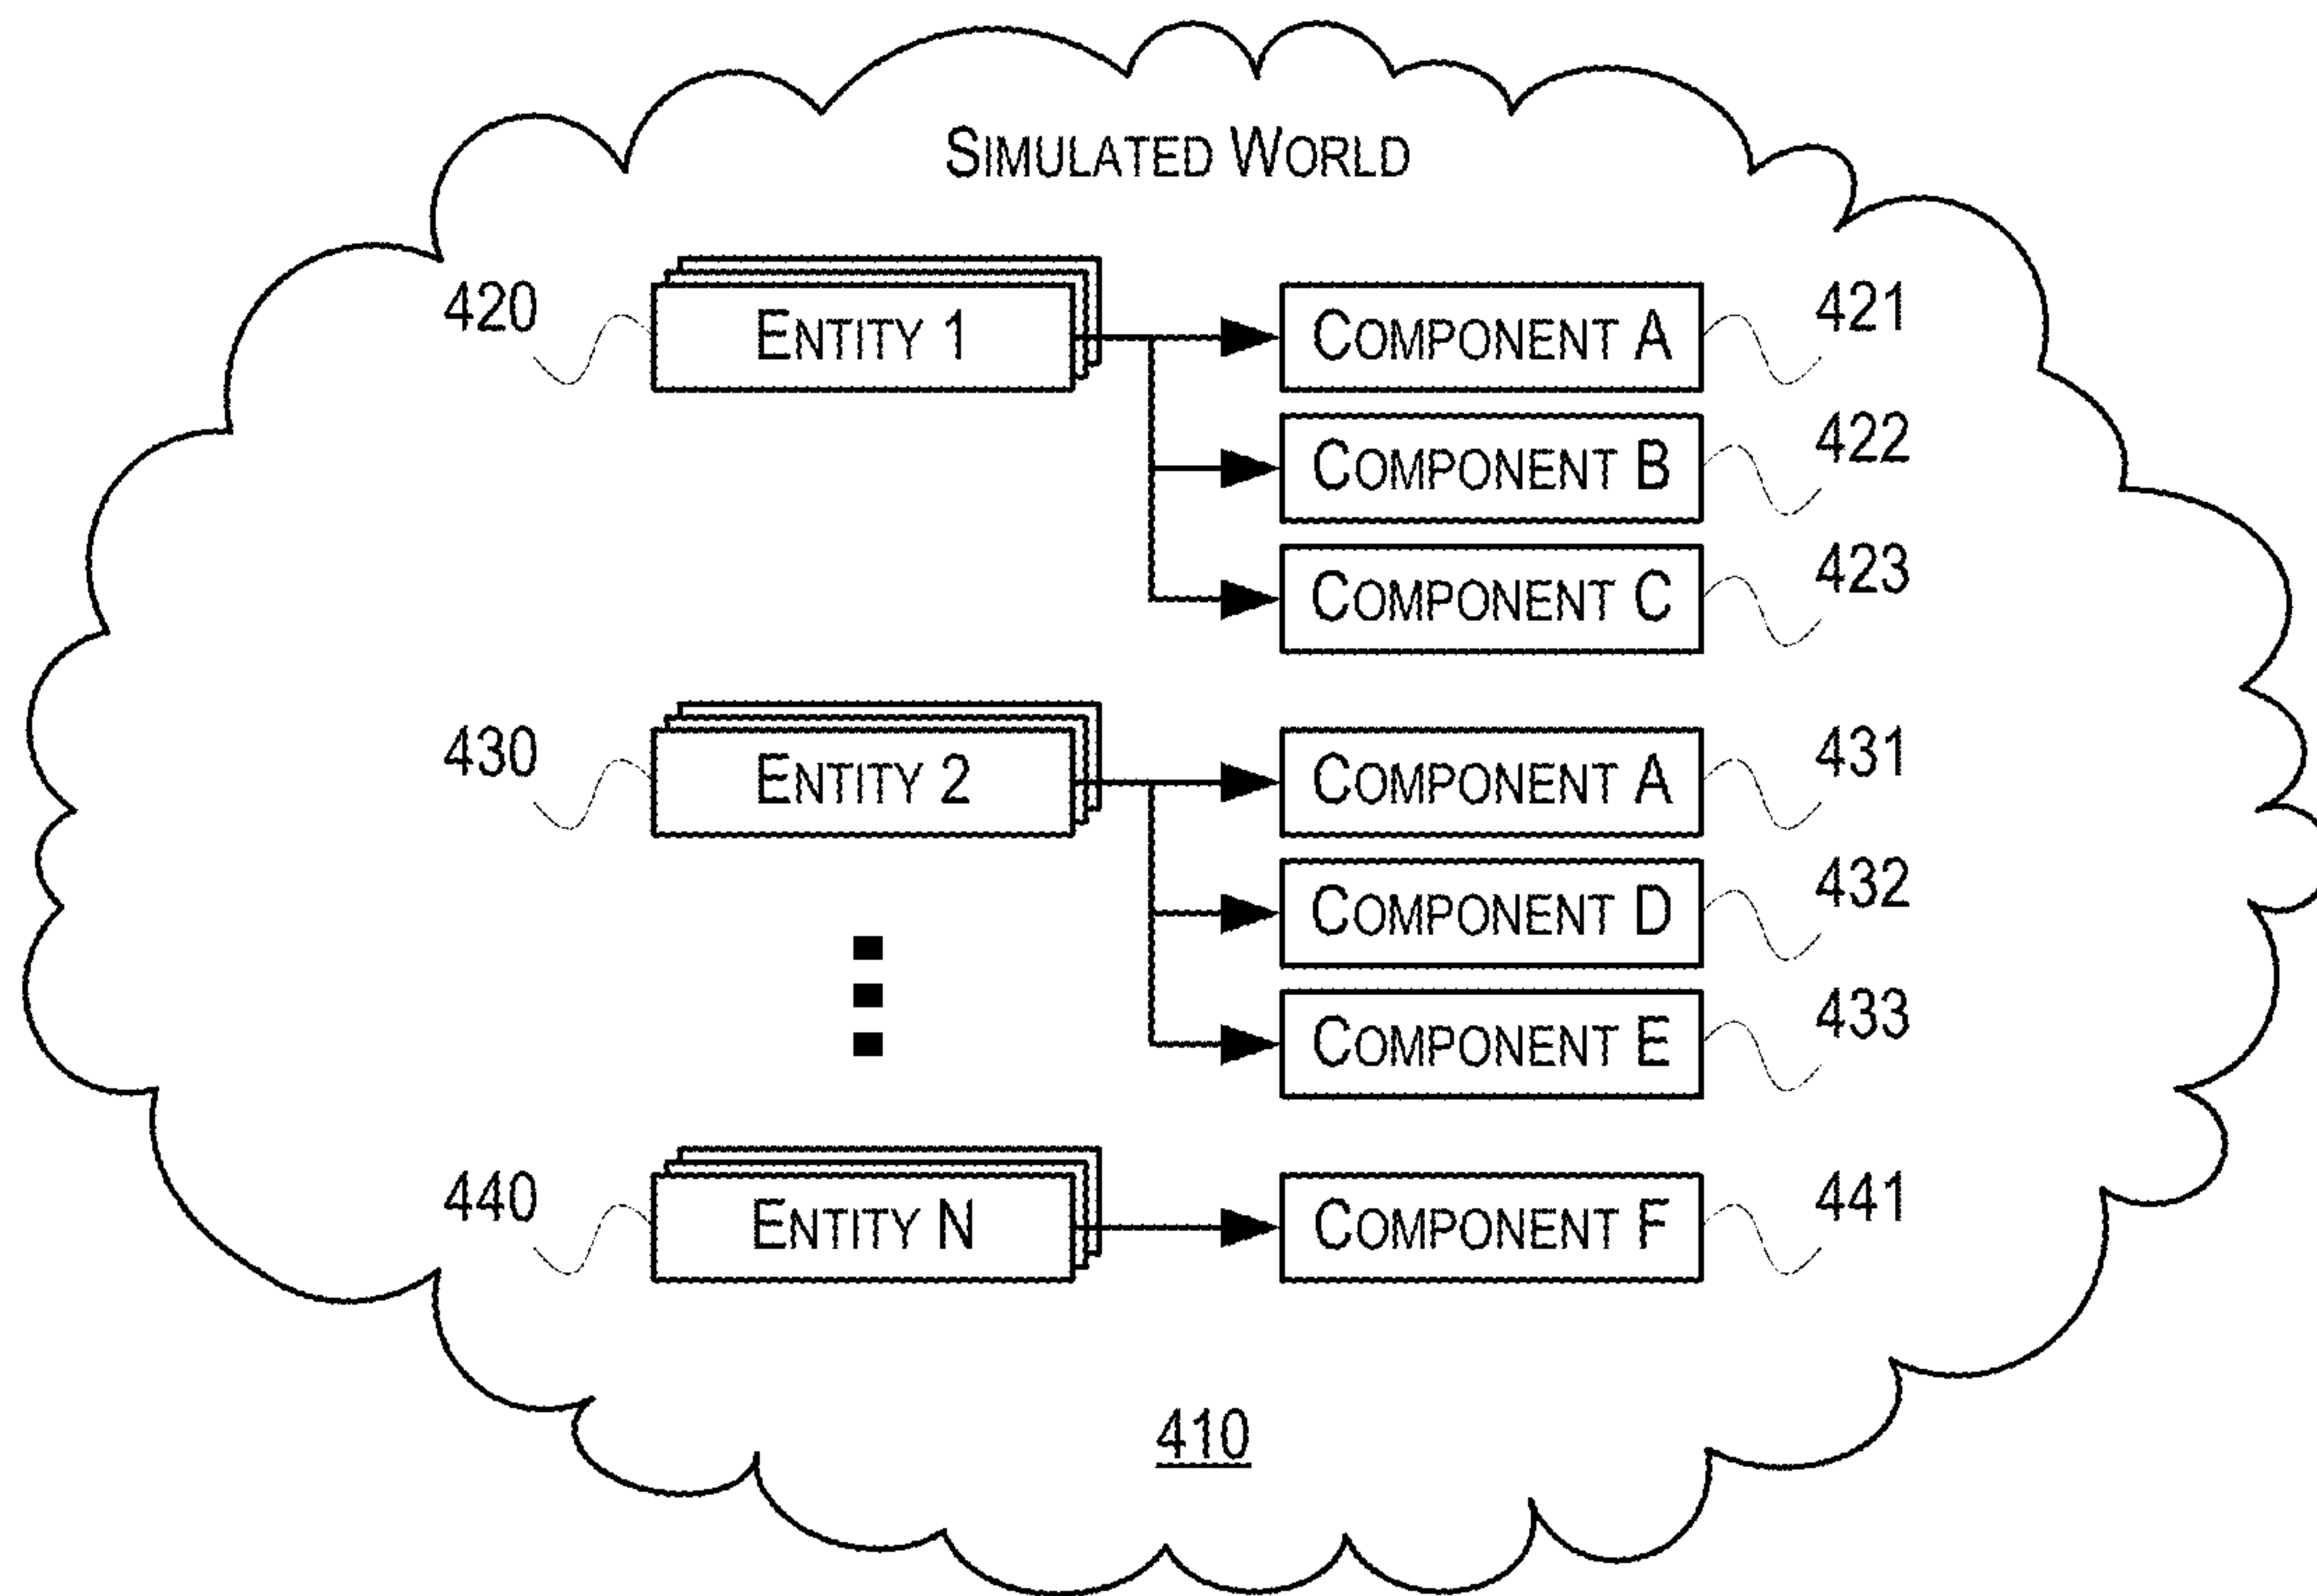 SIMULATED WORLD
420 ENTITY 1 COMPONENT A 421
COMPONENT B 422
COMPONENT C 423
430 ENTITY 2 COMPONENT A 431
COMPONENT D 432
COMPONENT E 433
440 ENTITY N COMPONENT F 441
410